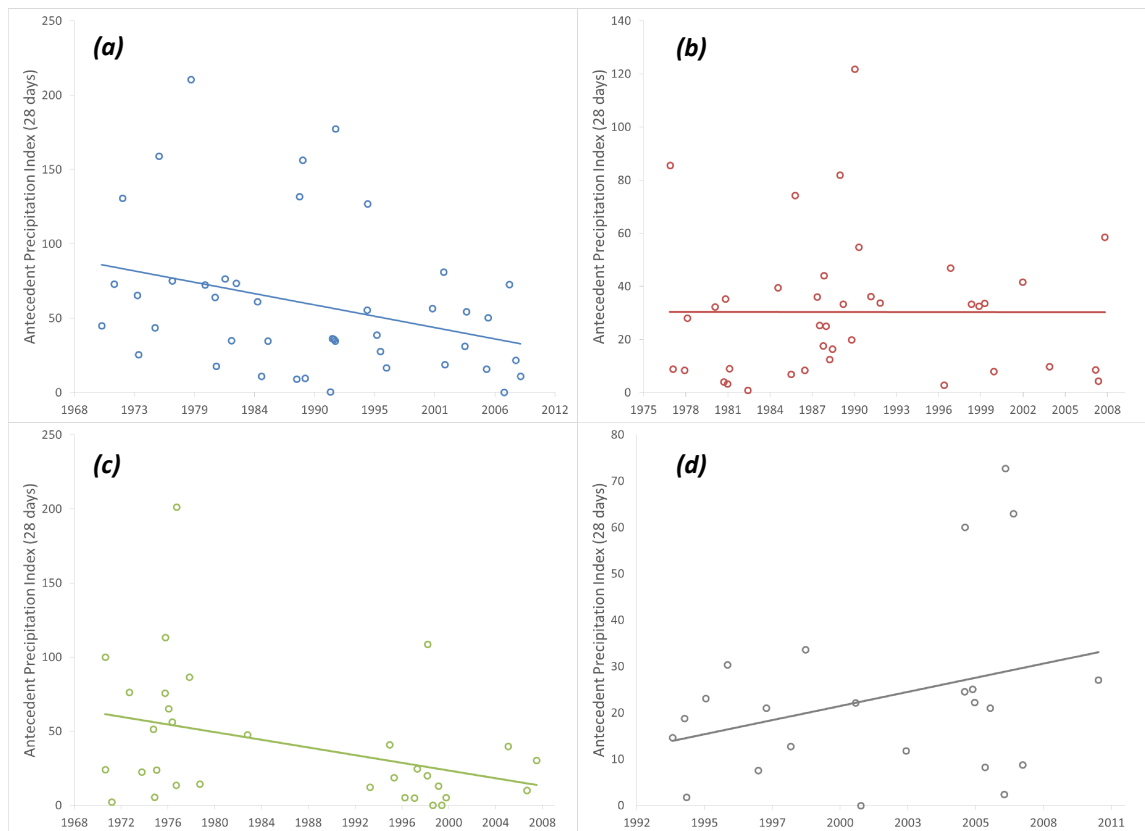 (a)
Antecedent Precipitation Index (28 days)
250
200
150
100
50
0
1968 1973 1979 1984 1990 1995 2001 2006 2012
(b)
Antecedent Precipitation Index (28 days)
140
120
100
80
60
40
20
0
1975 1978 1981 1984 1987 1990 1993 1996 1999 2002 2005 2008
(c)
Antecedent Precipitation Index (28 days)
250
200
150
100
50
0
1968 1972 1976 1980 1984 1988 1992 1996 2000 2004 2008
(d)
Antecedent Precipitation Index (28 days)
80
70
60
50
40
30
20
10
0
1992 1995 1997 2000 2003 2005 2008 2011